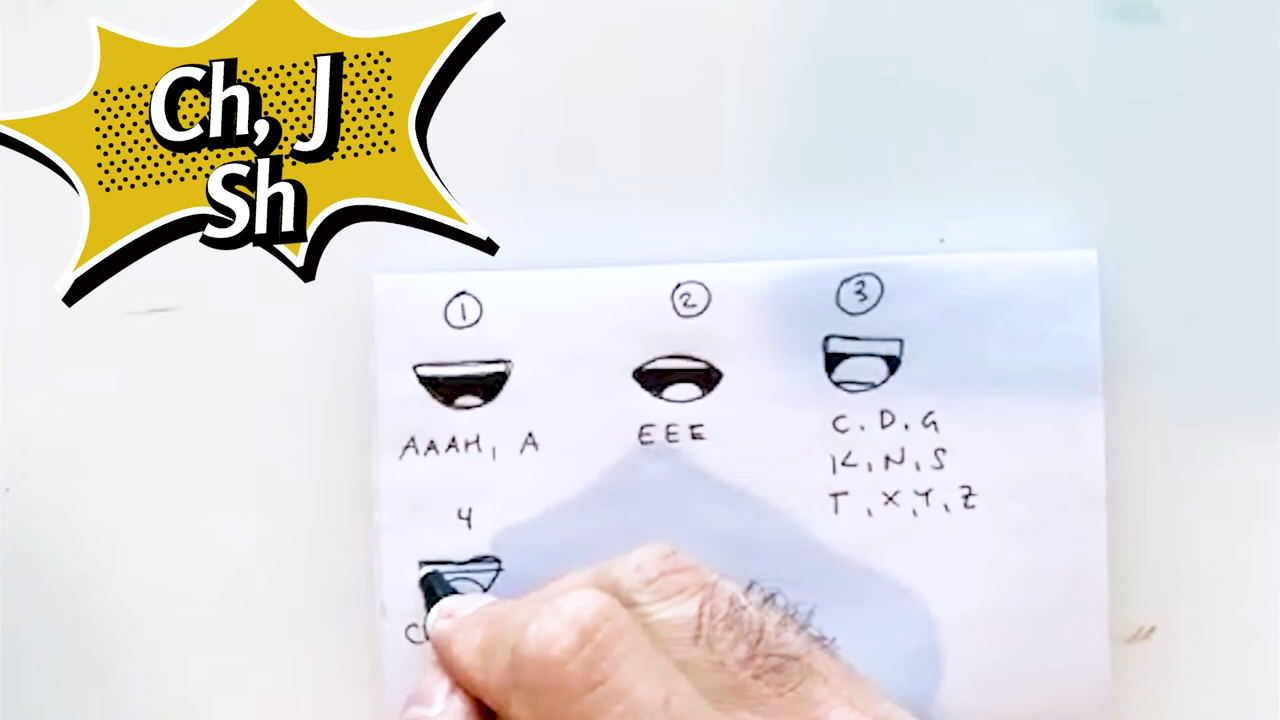 Ch, J
Sh
1
2
3
AAAH, A
EEE
C, D, G
K, N, S
T, X, Y, Z
4